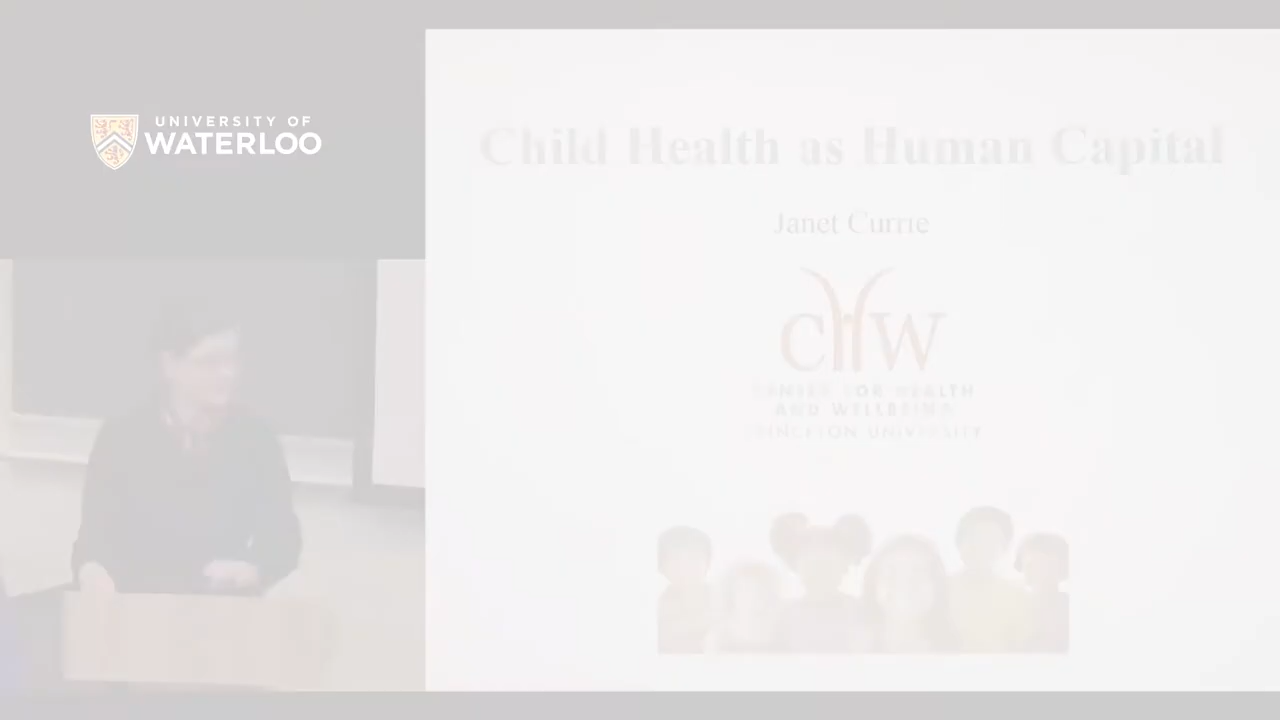 UNIVERSITY OF
WATERLOO
Child Health as Human Capital
Janet Currie
CHW
CENTER FOR HEALTH
AND WELLBEING
PRINCETON UNIVERSITY